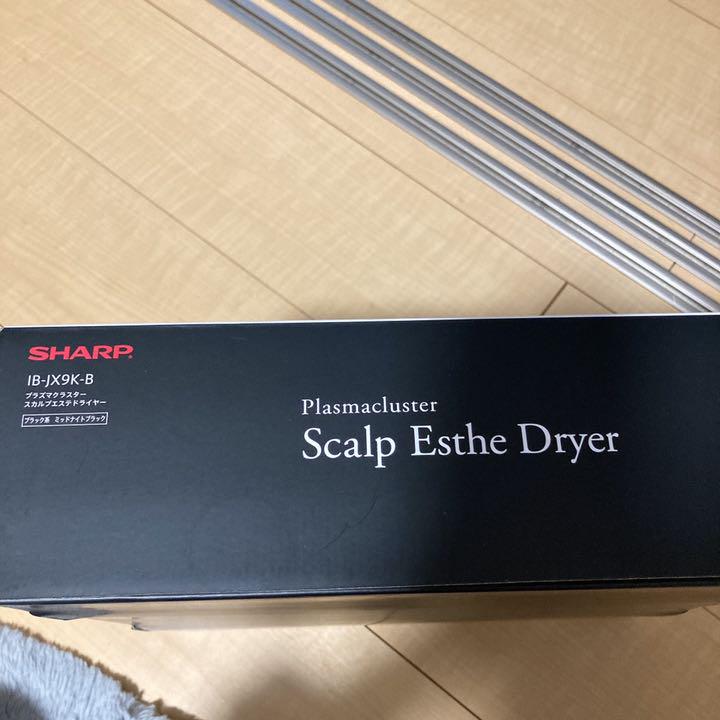 SHARP
IB-JX9K-B
プラズマクラスター
スカルプエステドライヤー
ブラック系 ミッドナイトブラック
Plasmacluster
Scalp Esthe Dryer